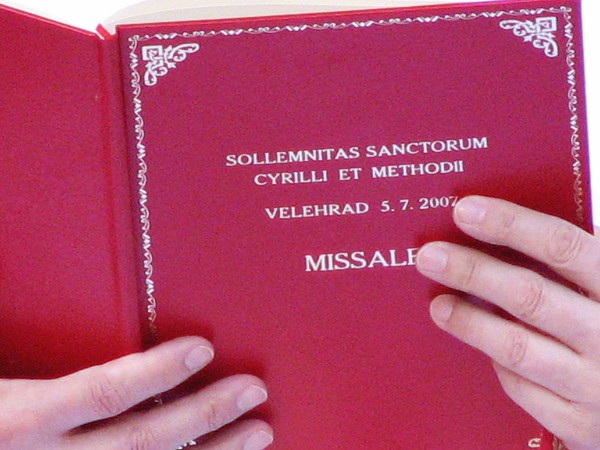 SOLLEMNITAS SANCTORUM
CYRILLI ET METHODII
VELEHRAD 5. 7. 2007
MISSALE